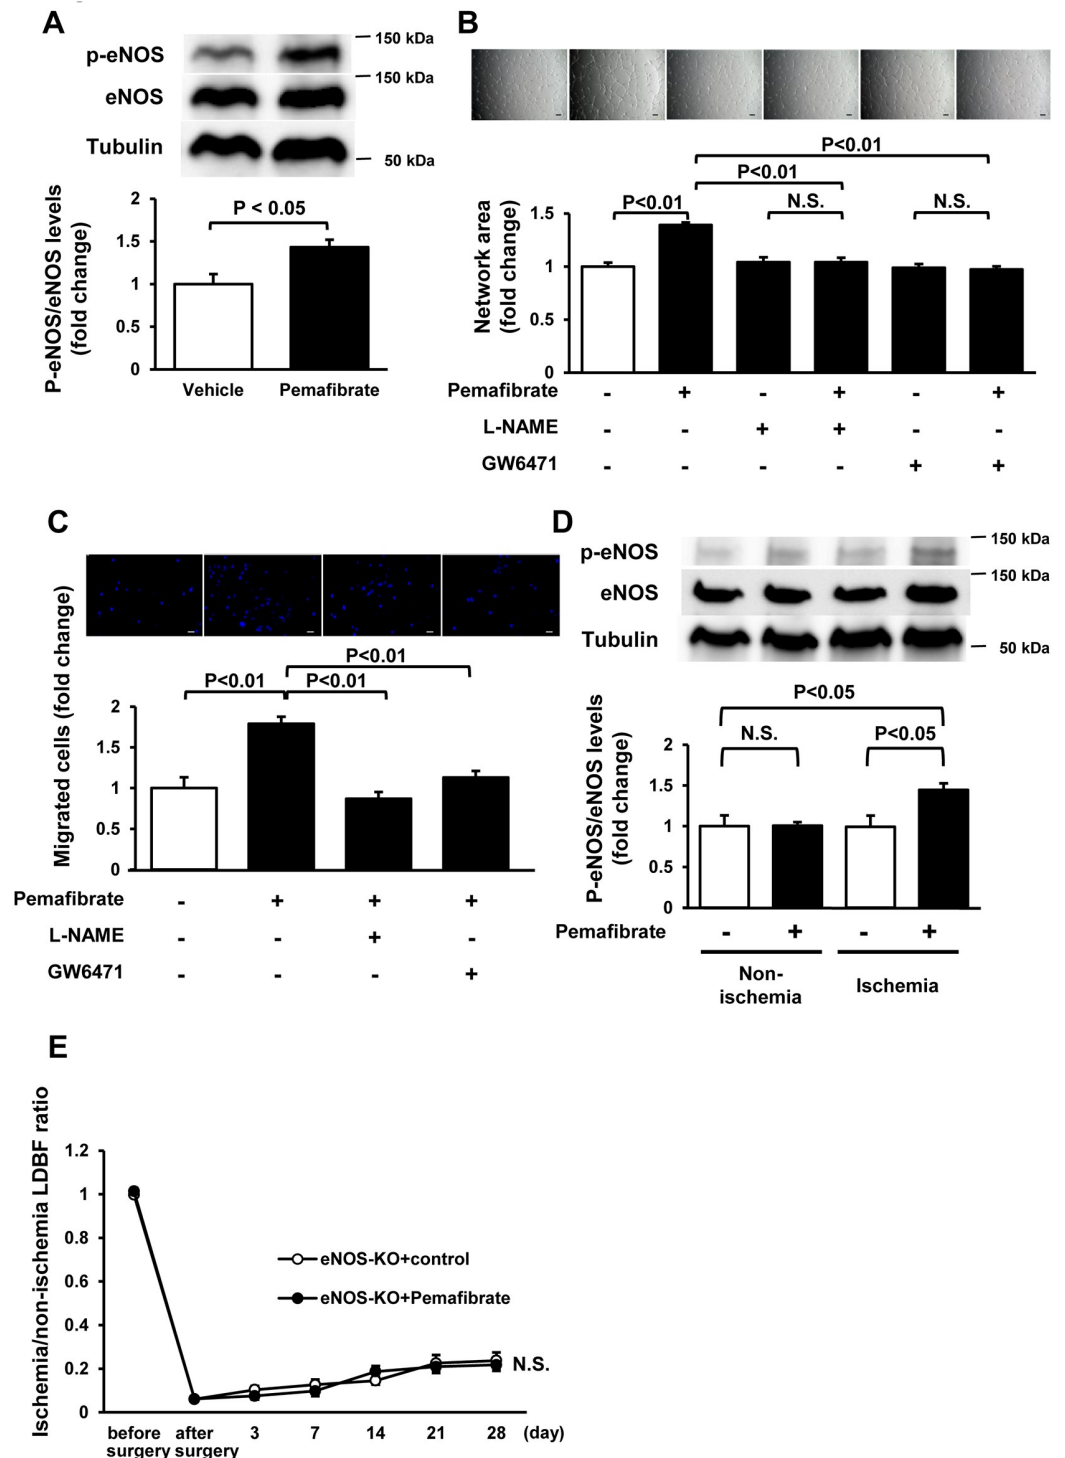 A
p-eNOS
150 kDa
150 kDa
eNOS
Tubulin
50 kDa
P-eNOS/eNOS levels
(fold change)
2
1.5
1
0.5
0
P < 0.05
Vehicle
Pemafibrate
B
P<0.01
P<0.01
P<0.01
N.S.
N.S.
Network area
(fold change)
1.5
1
0.5
0
Pemafibrate - + - + - +
L-NAME - - + + - -
GW6471 - - - - + +
C
Migrated cells (fold change)
P<0.01
P<0.01
P<0.01
2
1.5
1
0.5
0
Pemafibrate - + + +
L-NAME - - + -
GW6471 - - - +
D
p-eNOS
150 kDa
150 kDa
eNOS
Tubulin
50 kDa
P-eNOS/eNOS levels
(fold change)
P<0.05
N.S.
P<0.05
2
1.5
1
0.5
0
Pemafibrate - + - +
Non-
ischemia
Ischemia
E
Ischemia/non-ischemia LDBF ratio
1.2
1
0.8
0.6
0.4
0.2
0
eNOS-KO+control
eNOS-KO+Pemafibrate
N.S.
before after 3 7 14 21 28 (day)
surgery surgery